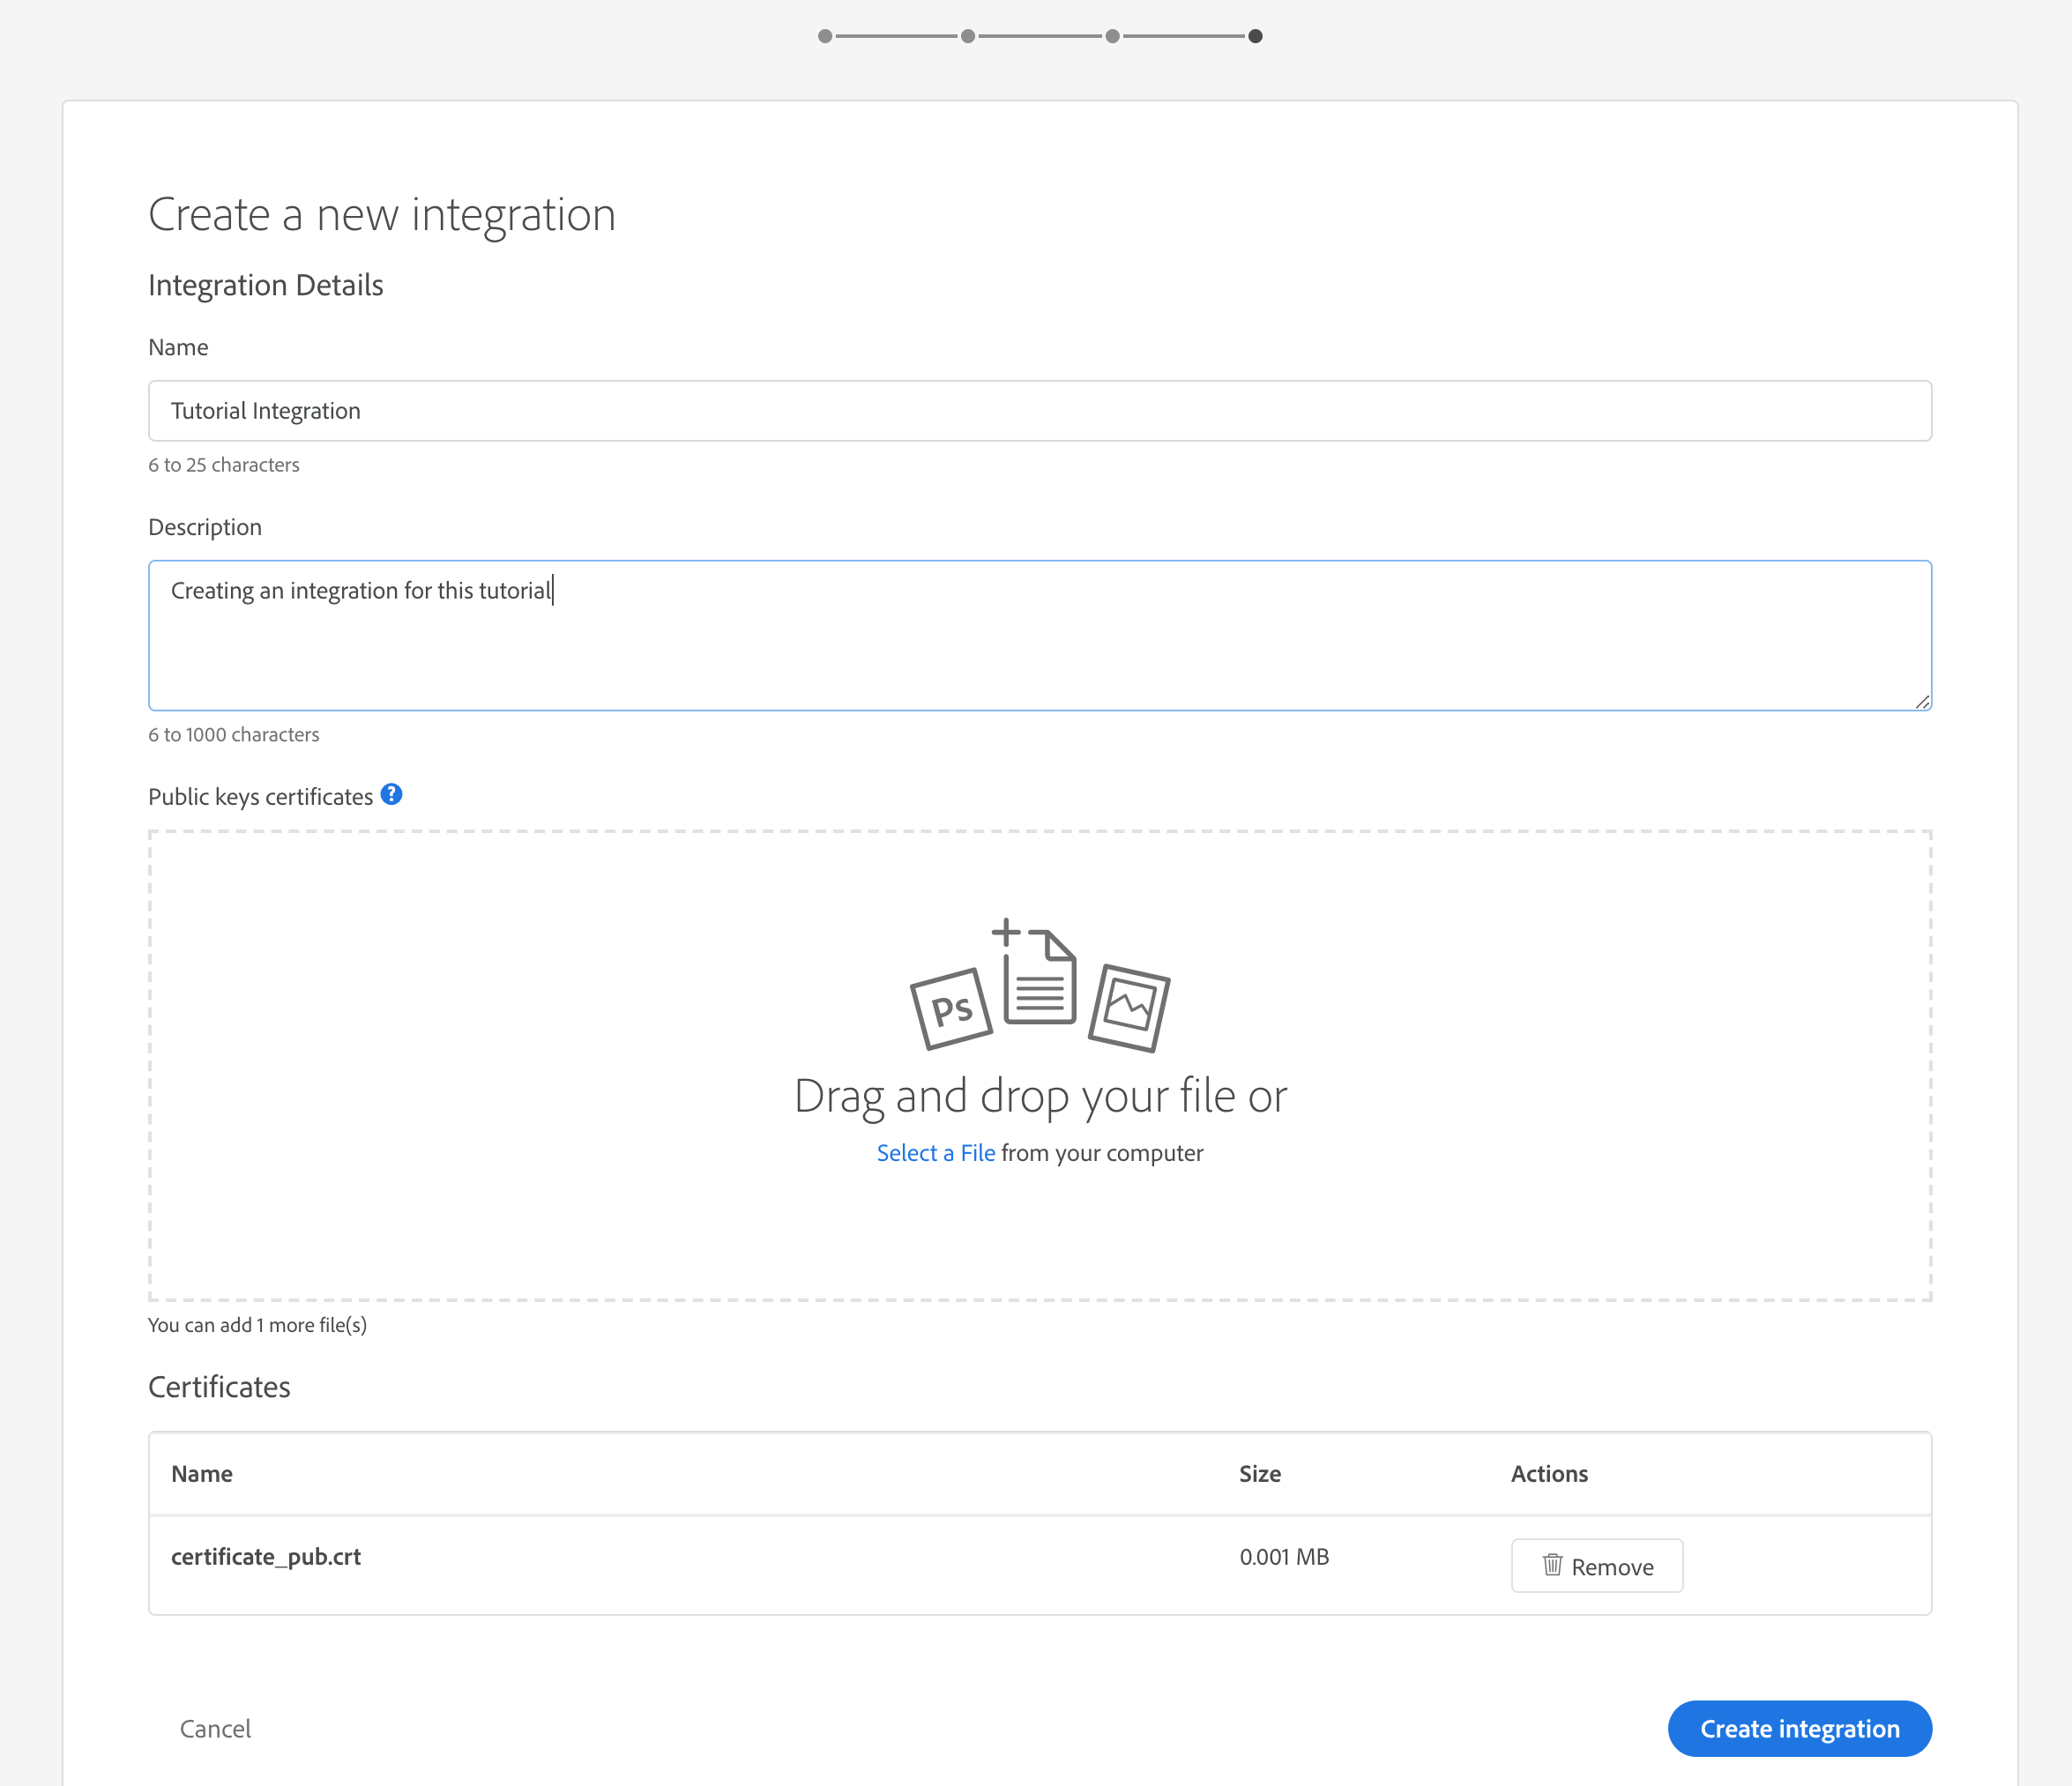 Create a new integration
Integration Details
Name
Tutorial Integration
6 to 25 characters
Description
Creating an integration for this tutorial
6 to 1000 characters
Public keys certificates ?
Ps
Drag and drop your file or
Select a File from your computer
You can add 1 more file(s)
Certificates
Name Size Actions
certificate_pub.crt 0.001 MB Remove
Cancel Create integration